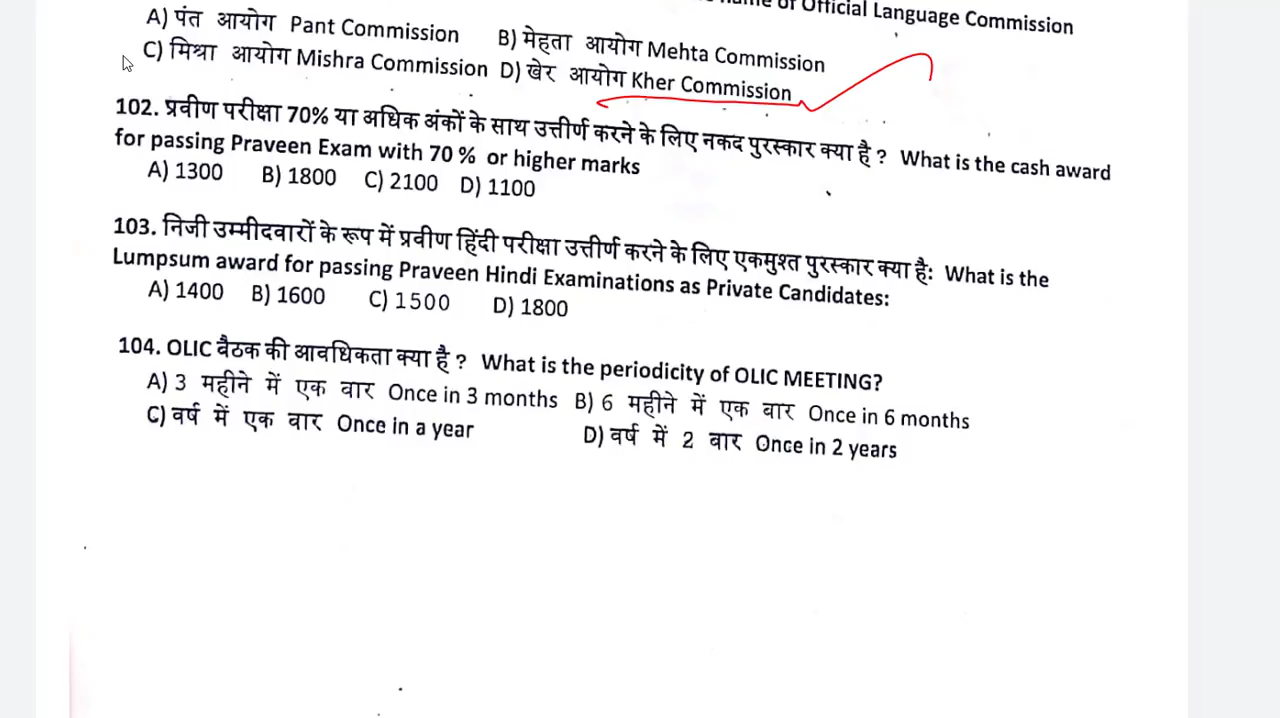 name of Official Language Commission
A) पंत आयोग Pant Commission B) मेहता आयोग Mehta Commission
C) मिश्रा आयोग Mishra Commission D) खेर आयोग Kher Commission
102. प्रवीण परीक्षा 70% या अधिक अंकों के साथ उत्तीर्ण करने के लिए नकद पुरस्कार क्या है ? What is the cash award
for passing Praveen Exam with 70 % or higher marks
A) 1300 B) 1800 C) 2100 D) 1100
103. निजी उम्मीदवारों के रूप में प्रवीण हिंदी परीक्षा उत्तीर्ण करने के लिए एकमुश्त पुरस्कार क्या है: What is the
Lumpsum award for passing Praveen Hindi Examinations as Private Candidates:
A) 1400 B) 1600 C) 1500 D) 1800
104. OLIC बैठक की आवधिकता क्या है ? What is the periodicity of OLIC MEETING?
A) 3 महीने में एक बार Once in 3 months B) 6 महीने में एक बार Once in 6 months
C) वर्ष में एक बार Once in a year D) वर्ष में 2 बार Once in 2 years